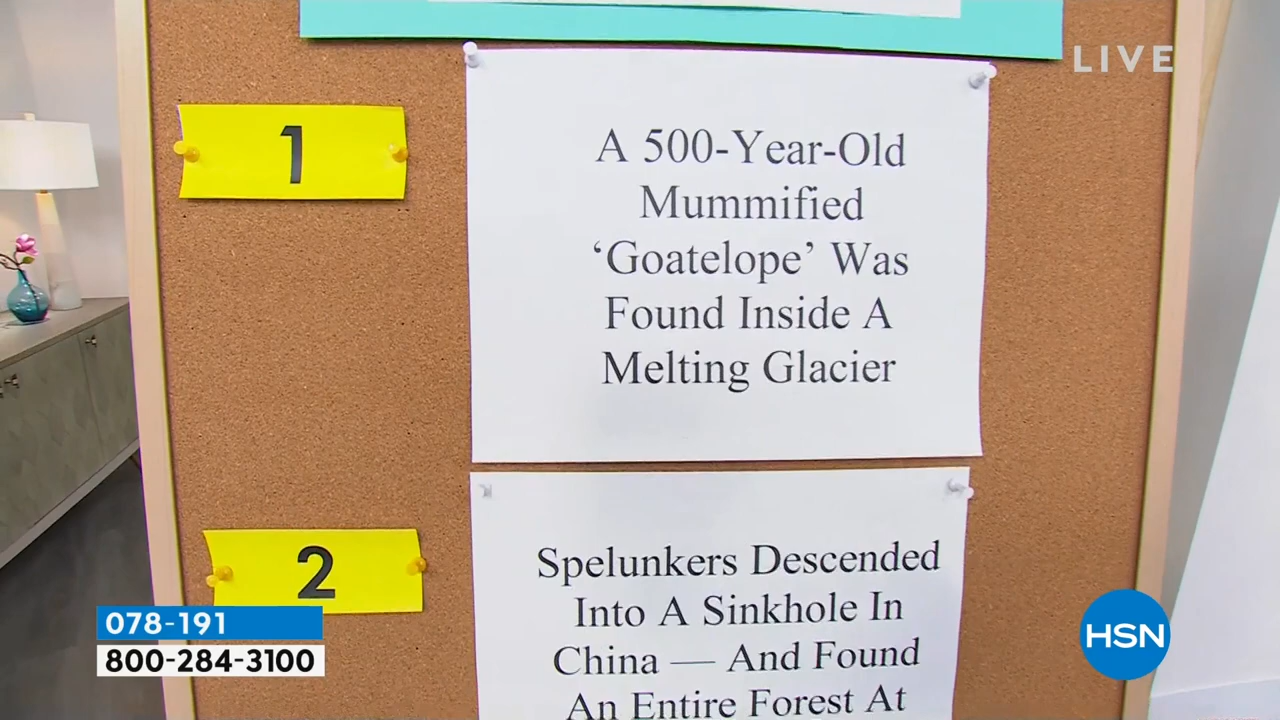 LIVE
1
A 500-Year-Old
Mummified
‘Goatelope’ Was
Found Inside A
Melting Glacier
2
Spelunkers Descended
Into A Sinkhole In
China — And Found
An Entire Forest At
078-191
800-284-3100
HSN